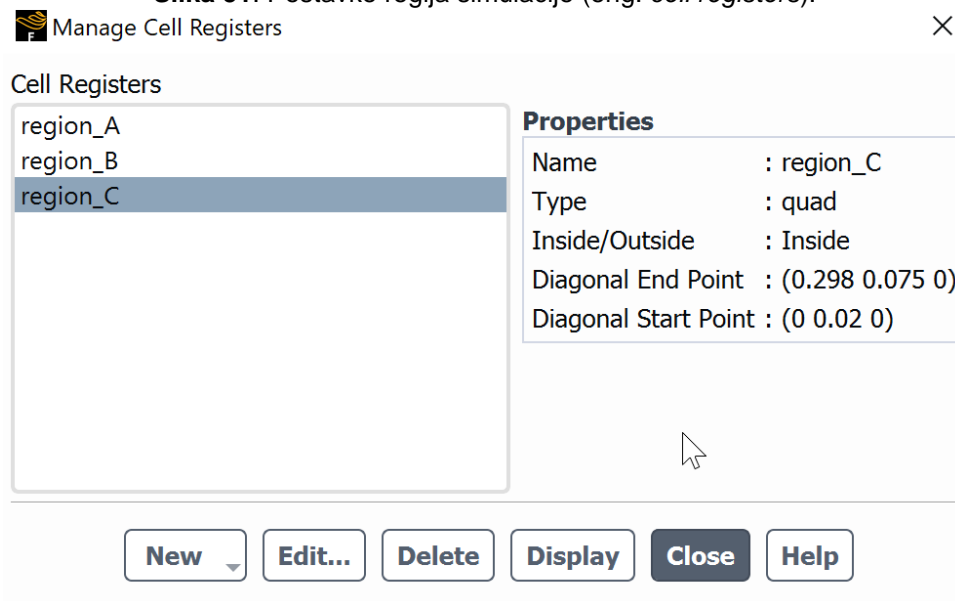 Manage Cell Registers
Cell Registers
region_A
region_B
region_C
Properties
Name : region_C
Type : quad
Inside/Outside : Inside
Diagonal End Point : (0.298 0.075 0)
Diagonal Start Point : (0 0.02 0)
New Edit... Delete Display Close Help